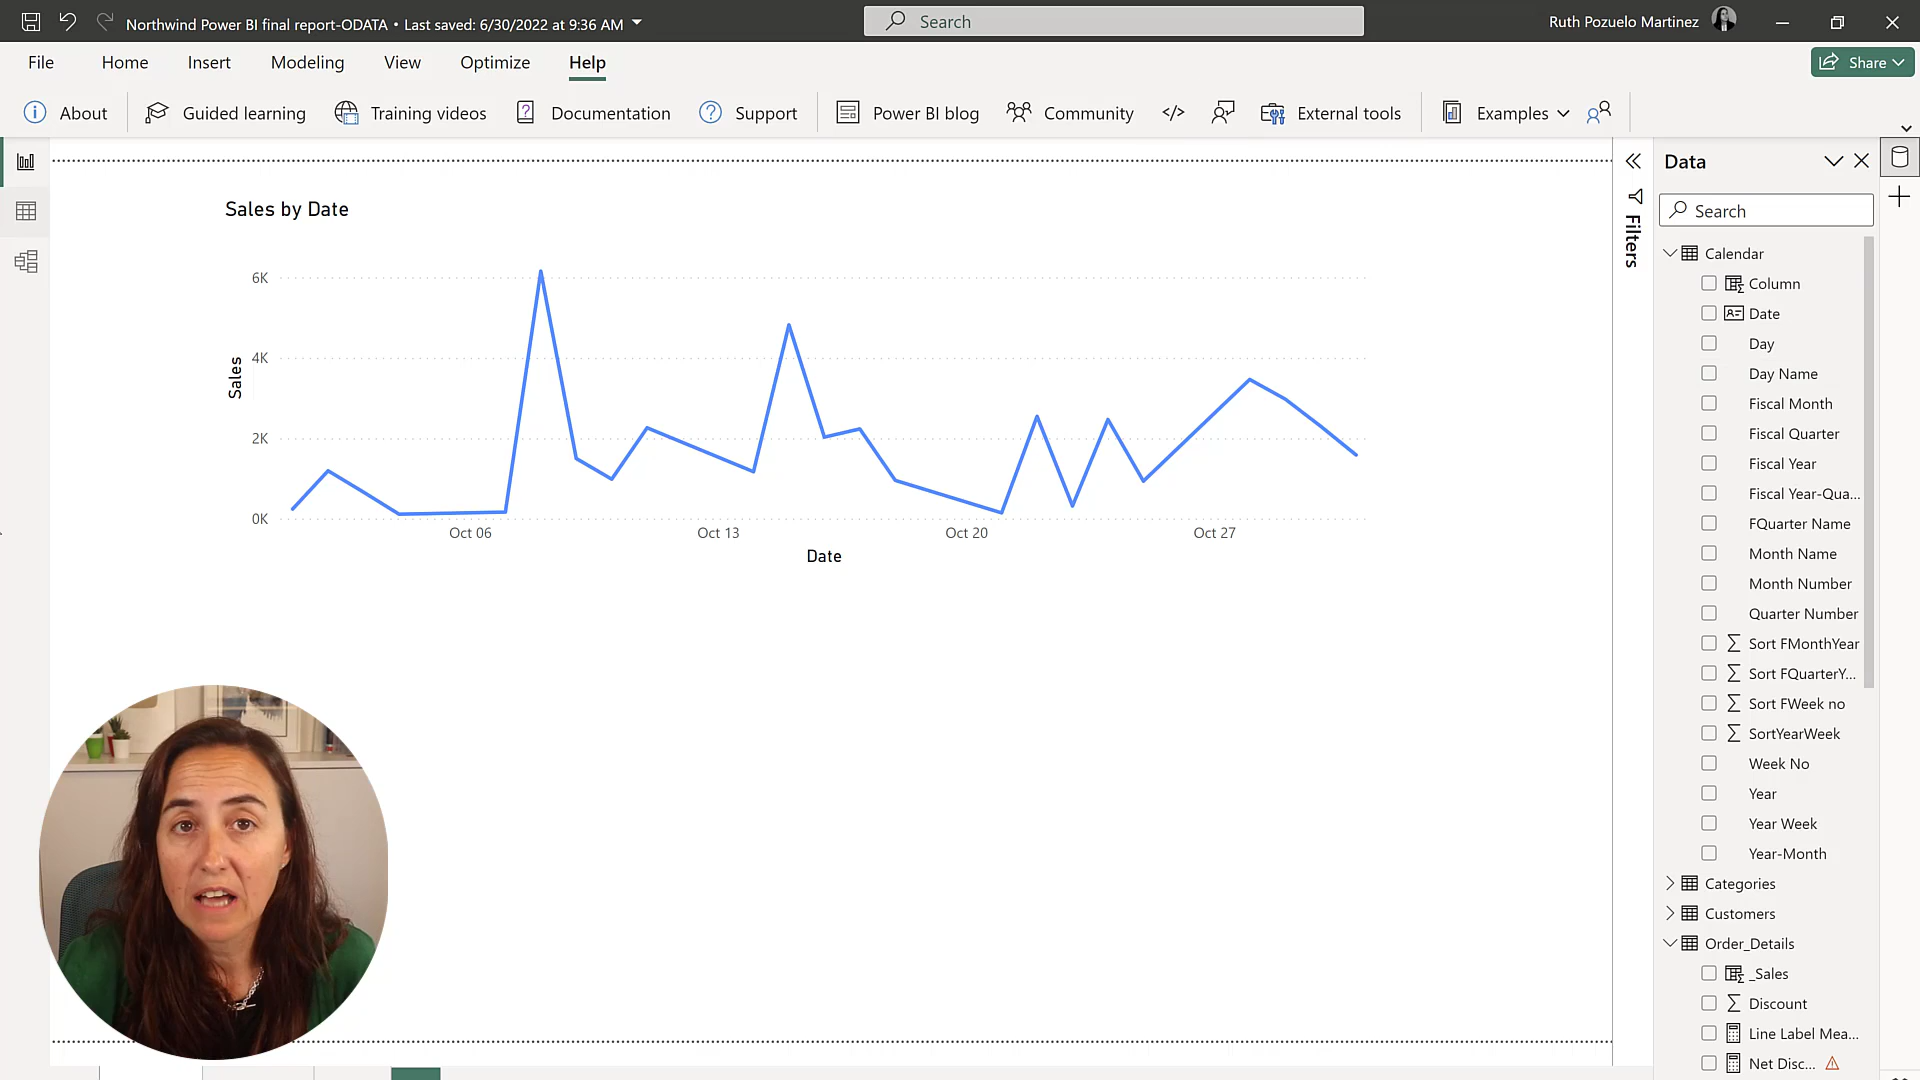 Northwind Power BI final report-ODATA • Last saved: 6/30/2022 at 9:36 AM
Search
Ruth Pozuelo Martinez
File Home Insert Modeling View Optimize Help
Share
About Guided learning Training videos Documentation Support Power BI blog Community External tools Examples
Sales by Date
6K
4K
2K
0K
Sales
Oct 06 Oct 13 Oct 20 Oct 27
Date
Filters
Data
Search
Calendar
Column
Date
Day
Day Name
Fiscal Month
Fiscal Quarter
Fiscal Year
Fiscal Year-Qua...
FQuarter Name
Month Name
Month Number
Quarter Number
Sort FMonthYear
Sort FQuarterY...
Sort FWeek no
SortYearWeek
Week No
Year
Year Week
Year-Month
Categories
Customers
Order_Details
_Sales
Discount
Line Label Mea...
Net Disc...